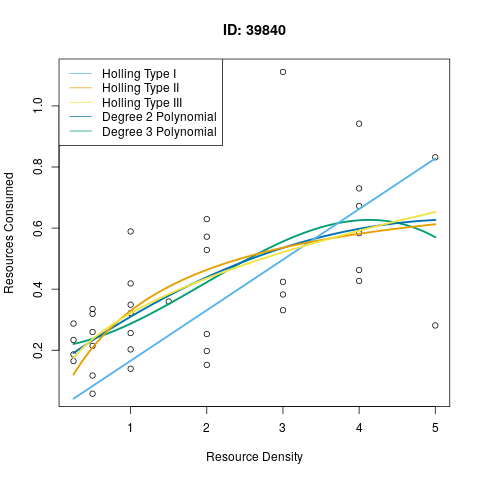 ID: 39840
Holling Type I
Holling Type II
Holling Type III
Degree 2 Polynomial
Degree 3 Polynomial
Resources Consumed
1.0
0.8
0.6
0.4
0.2
1 2 3 4 5
Resource Density